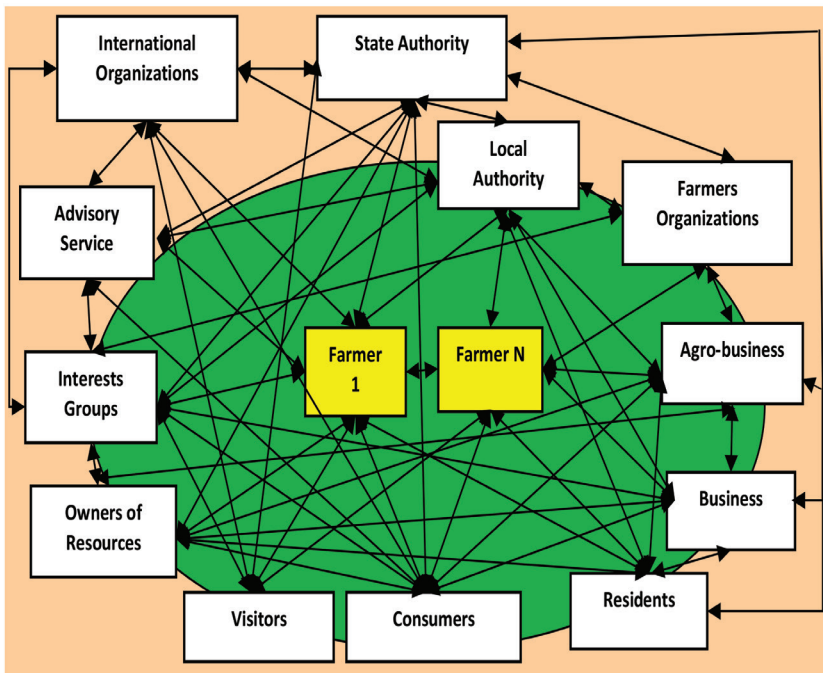 International
Organizations
State Authority
Local
Authority
Farmers
Organizations
Advisory
Service
Farmer
1
Farmer N
Agro-business
Interests
Groups
Owners of
Resources
Business
Visitors
Consumers
Residents